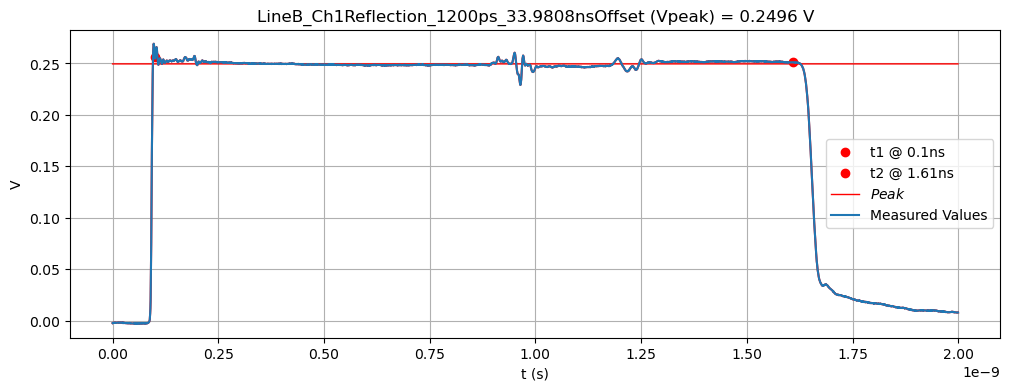 LineB_Ch1Reflection_1200ps_33.9808nsOffset (Vpeak) = 0.2496 V
V
0.25
0.20
0.15
0.10
0.05
0.00
t1 @ 0.1ns
t2 @ 1.61ns
Peak
Measured Values
0.00 0.25 0.50 0.75 1.00 1.25 1.50 1.75 2.00
t (s)
1e−9